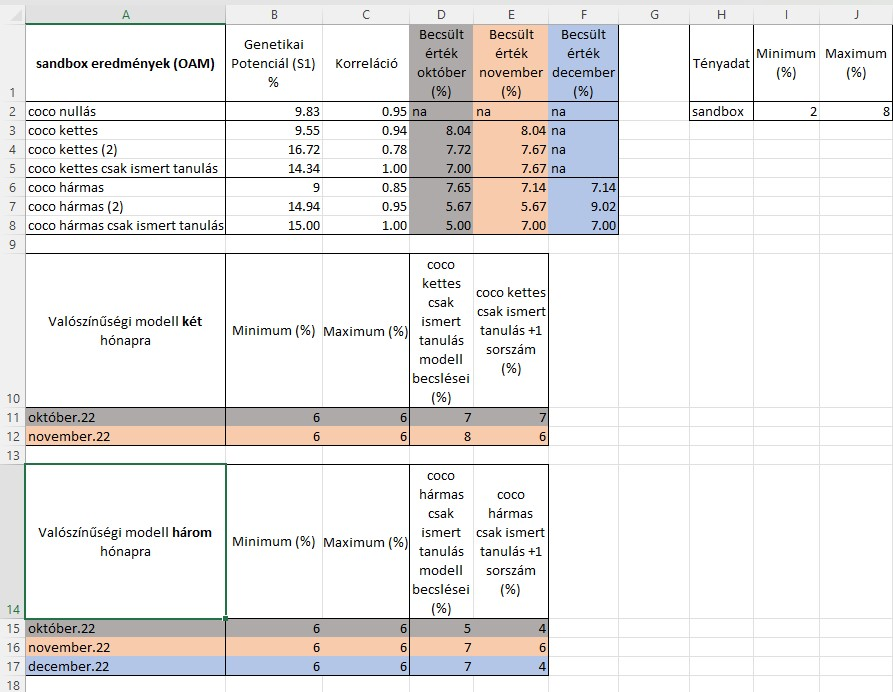 A B C D E F G H I J
1 sandbox eredmények (OAM) Genetikai Potenciál (S1) % Korreláció Becsült érték október (%) Becsült érték november (%) Becsült érték december (%) Tényadat Minimum (%) Maximum (%)
2 coco nullás 9.83 0.95 na na na sandbox 2 8
3 coco kettes 9.55 0.94 8.04 8.04 na
4 coco kettes (2) 16.72 0.78 7.72 7.67 na
5 coco kettes csak ismert tanulás 14.34 1.00 7.00 7.67 na
6 coco hármas 9 0.85 7.65 7.14 7.14
7 coco hármas (2) 14.94 0.95 5.67 5.67 9.02
8 coco hármas csak ismert tanulás 15.00 1.00 5.00 7.00 7.00
9
10 Valószínűségi modell két hónapra Minimum (%) Maximum (%) coco kettes csak ismert tanulás modell becslései (%) coco kettes csak ismert tanulás +1 sorszám (%)
11 október.22 6 6 7 7
12 november.22 6 6 8 6
13
14 Valószínűségi modell három hónapra Minimum (%) Maximum (%) coco hármas csak ismert tanulás modell becslései (%) coco hármas csak ismert tanulás +1 sorszám (%)
15 október.22 6 6 5 4
16 november.22 6 6 7 6
17 december.22 6 6 7 4
18